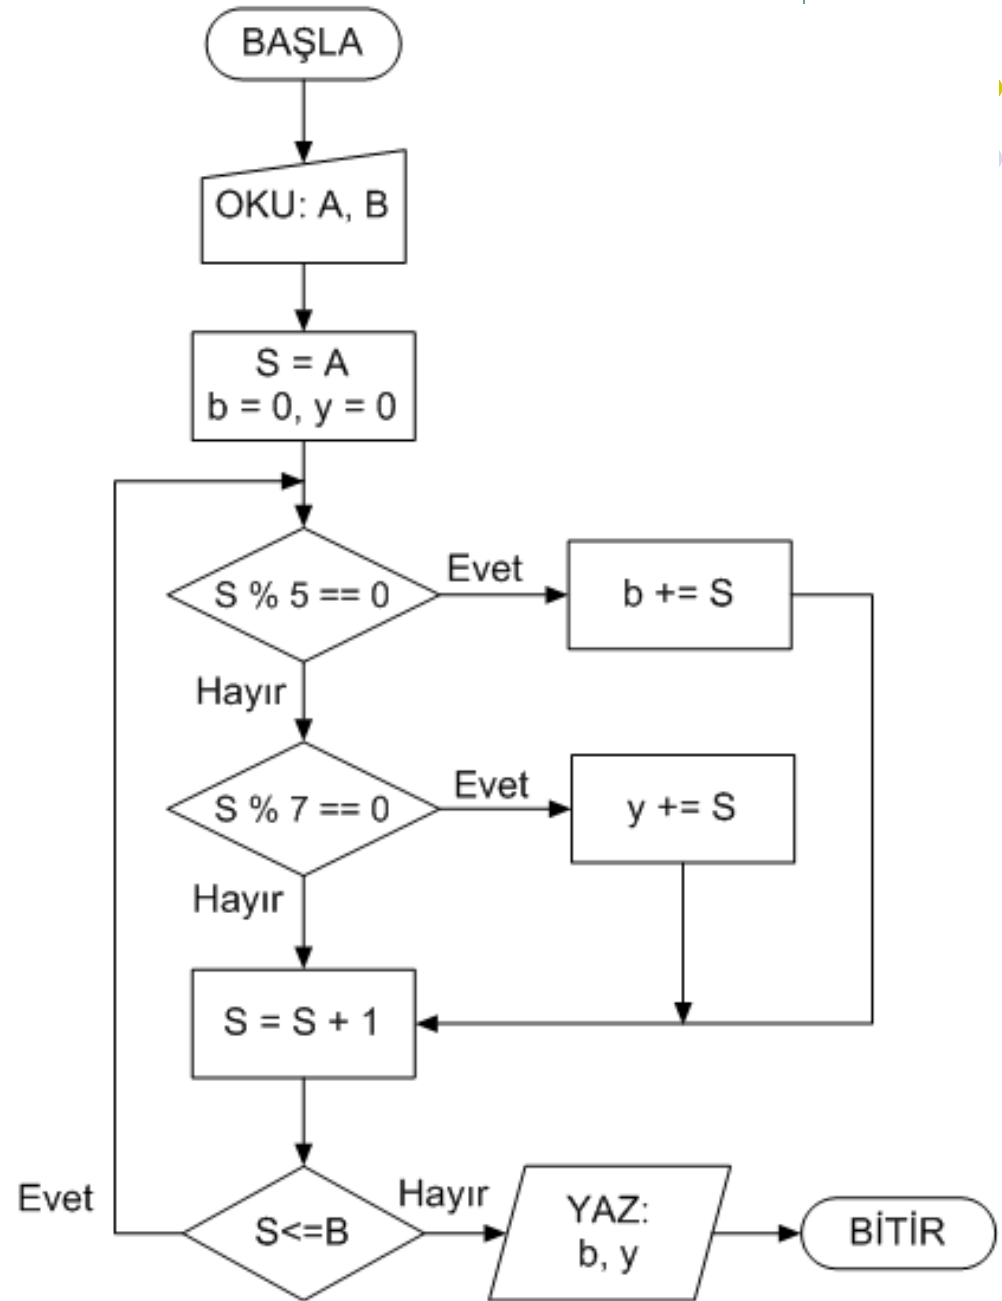 BAŞLA
OKU: A, B
S = A
b = 0, y = 0
S % 5 == 0
Evet
b += S
Hayır
S % 7 == 0
Evet
y += S
Hayır
S = S + 1
Evet
S<=B
Hayır
YAZ:
b, y
BİTİR